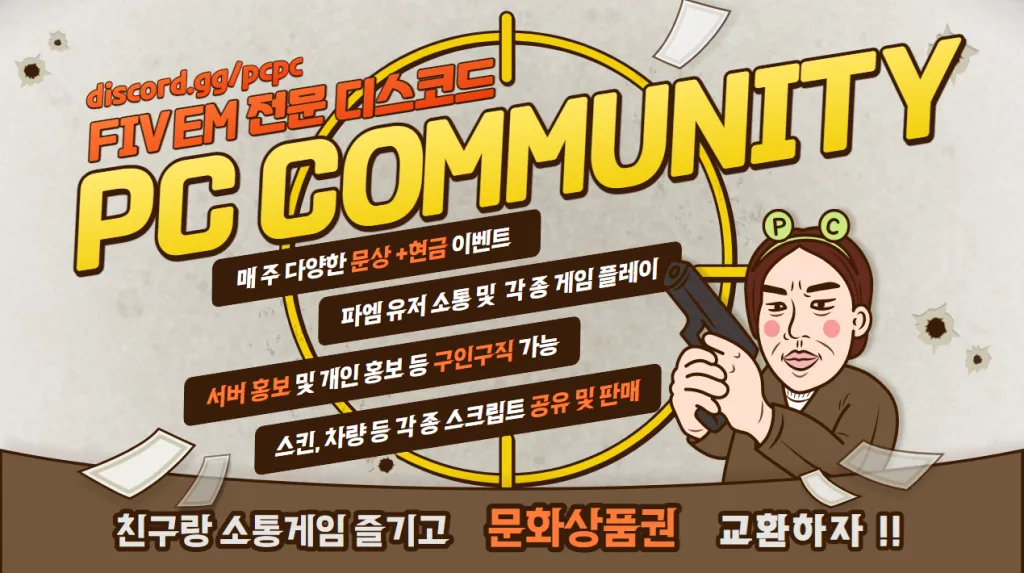 discord.gg/pcpc
FIVEM 전문 디스코드
PC COMMUNITY
매 주 다양한 문상 +현금 이벤트
파엠 유저 소통 및 각 종 게임 플레이
서버 홍보 및 개인 홍보 등 구인구직 가능
스킨, 차량 등 각 종 스크립트 공유 및 판매
P C
친구랑 소통게임 즐기고 문화상품권 교환하자 !!